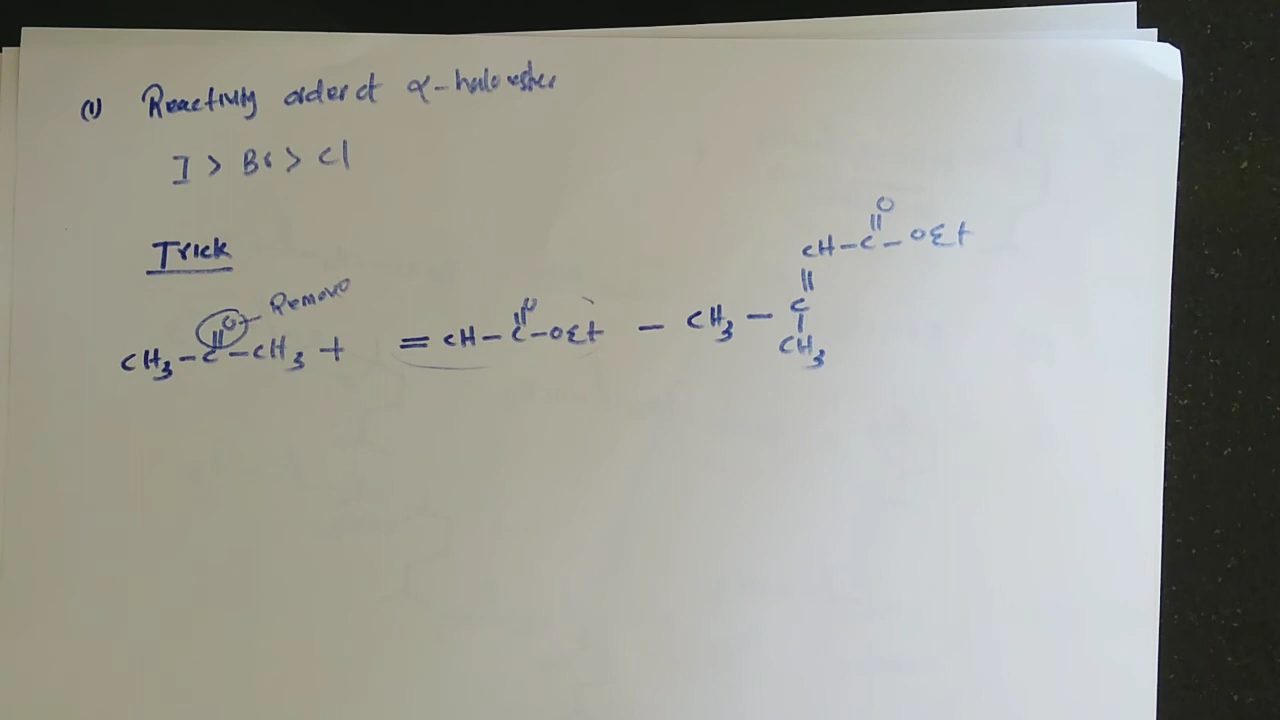 (1) Reactivity order of α-halo ester
I > Br > Cl
Trick
Remove
O
CH3-C-CH3 + =CH-C-OEt - CH3-C
O
CH-C-OEt
CH3